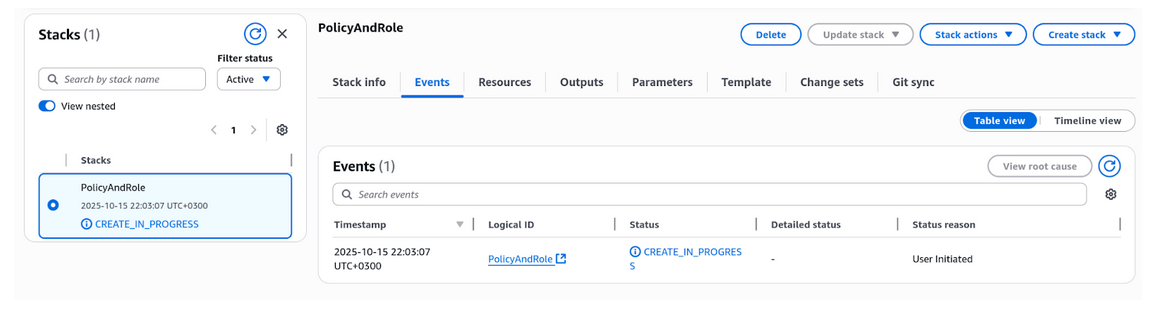 Stacks (1)
Filter status
Search by stack name
Active
View nested
1
Stacks
PolicyAndRole
2025-10-15 22:03:07 UTC+0300
CREATE_IN_PROGRESS
PolicyAndRole
Delete
Update stack
Stack actions
Create stack
Stack info
Events
Resources
Outputs
Parameters
Template
Change sets
Git sync
Table view
Timeline view
Events (1)
View root cause
Search events
Timestamp
Logical ID
Status
Detailed status
Status reason
2025-10-15 22:03:07
UTC+0300
PolicyAndRole
CREATE_IN_PROGRES
S
-
User Initiated